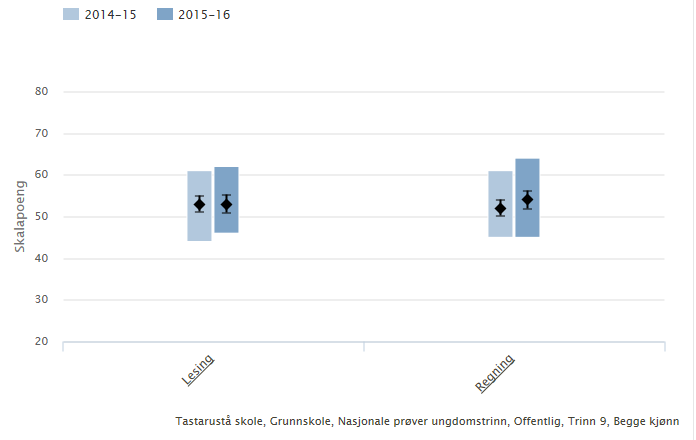 2014-15 2015-16
80
70
60
50
40
30
20
Skalapoeng
Lesing
Regning
Tastarustå skole, Grunnskole, Nasjonale prøver ungdomstrinn, Offentlig, Trinn 9, Begge kjønn